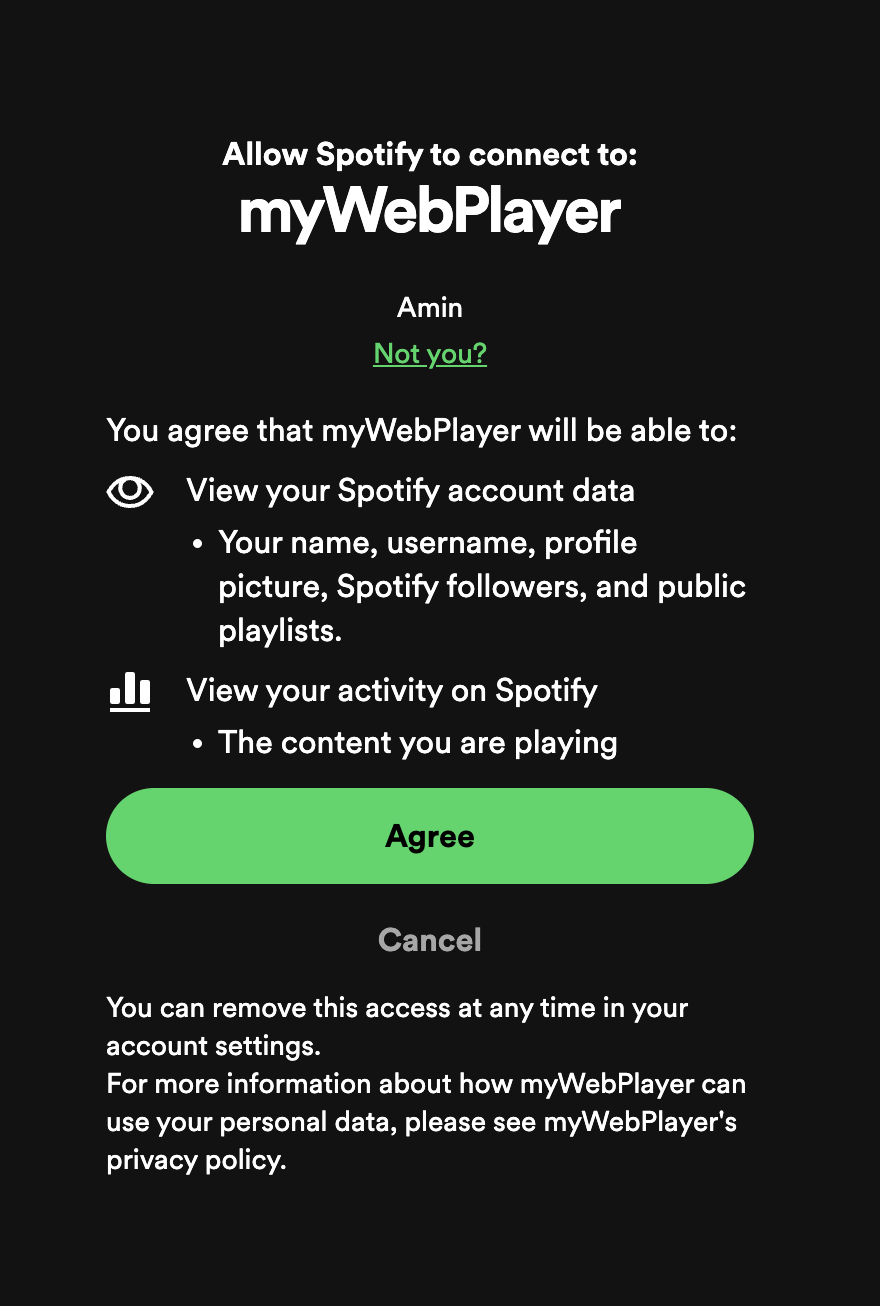 Allow Spotify to connect to:
myWebPlayer
Amin
Not you?
You agree that myWebPlayer will be able to:
View your Spotify account data
• Your name, username, profile
picture, Spotify followers, and public
playlists.
View your activity on Spotify
• The content you are playing
Agree
Cancel
You can remove this access at any time in your
account settings.
For more information about how myWebPlayer can
use your personal data, please see myWebPlayer's
privacy policy.